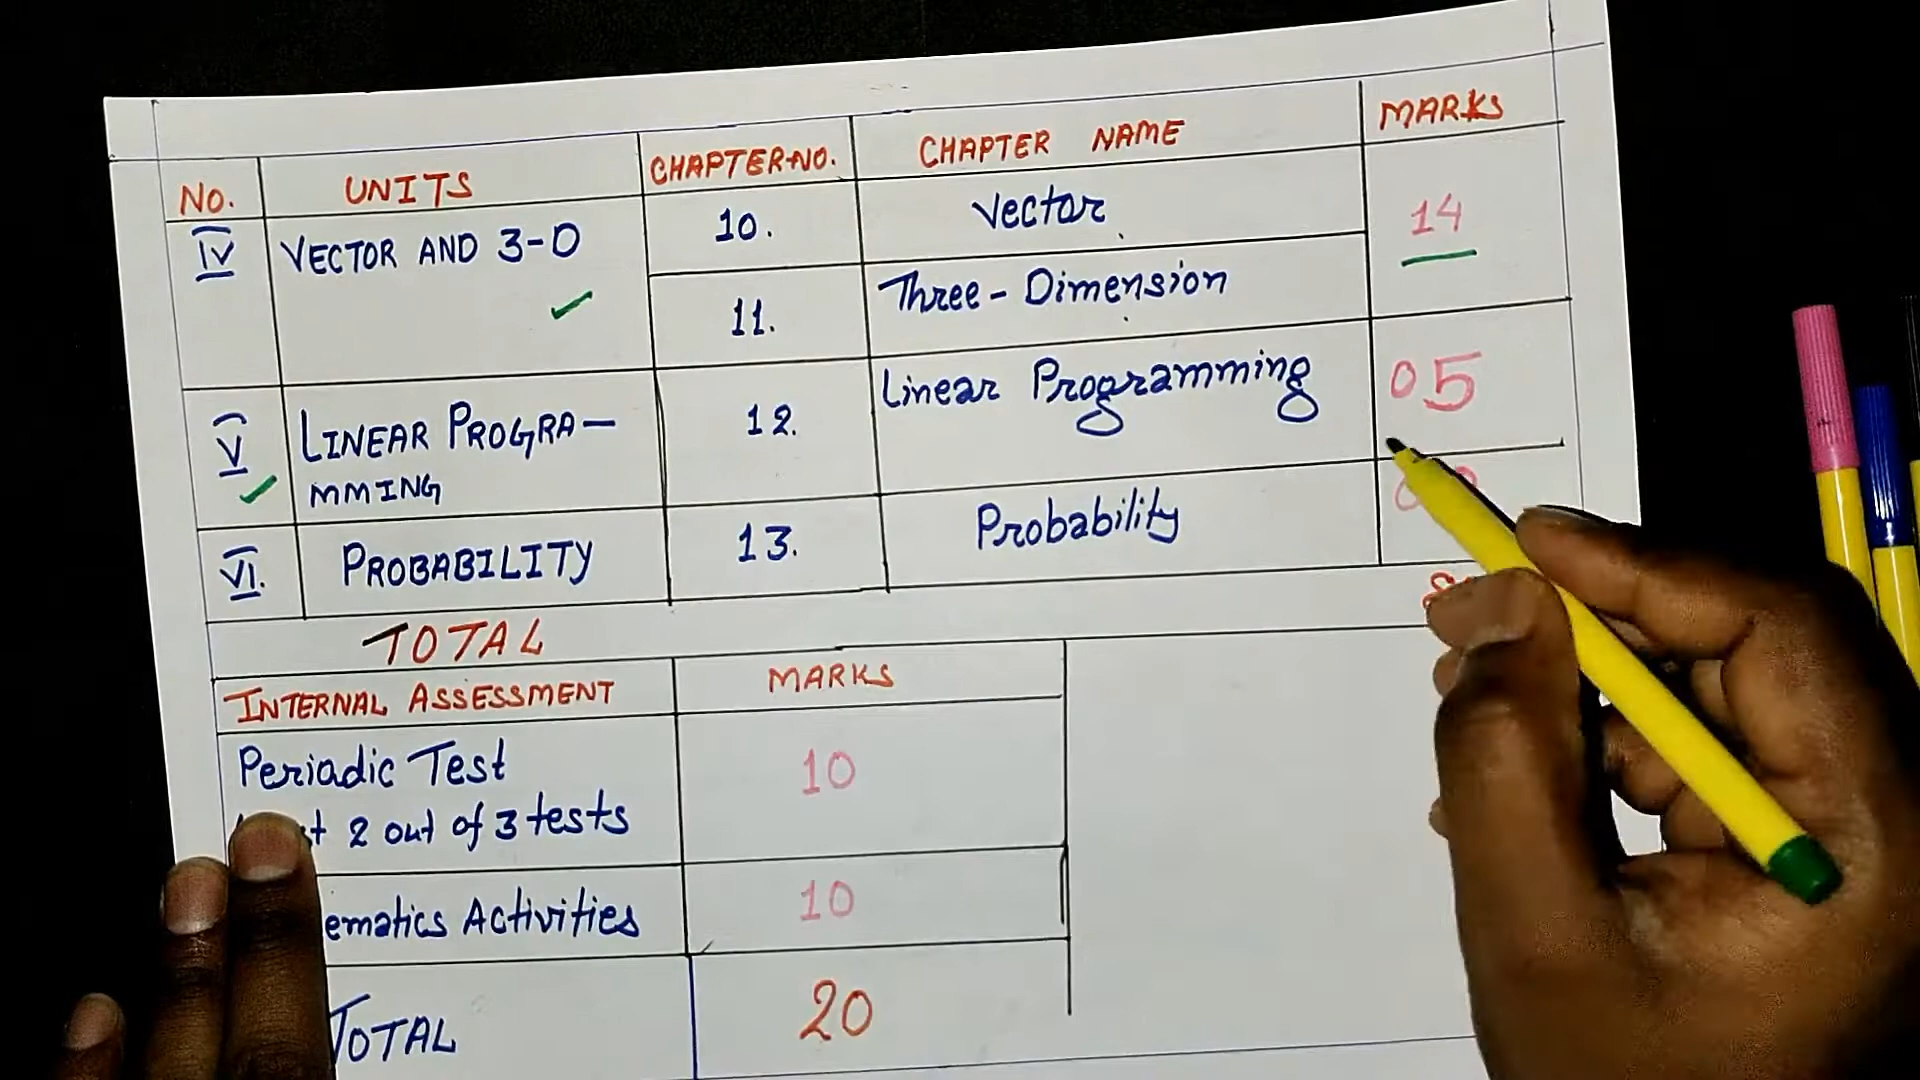 No. UNITS CHAPTER-NO. CHAPTER NAME MARKS
IV VECTOR AND 3-D 10. Vector 14
11. Three-Dimension
V LINEAR PROGRA- 12. Linear Programming 05
MMING
VI. PROBABILITY 13. Probability
TOTAL
INTERNAL ASSESSMENT MARKS
Periadic Test 10
2 out of 3 tests
ematics Activities 10
TOTAL 20